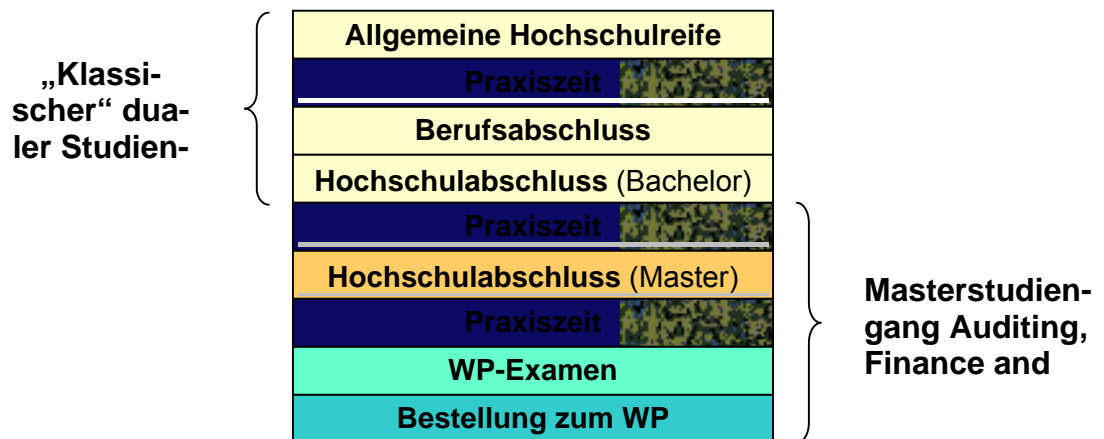 Allgemeine Hochschulreife
„Klassi-
scher“ dua-
ler Studien-
Praxiszeit
Berufsabschluss
Hochschulabschluss (Bachelor)
Praxiszeit
Hochschulabschluss (Master)
Praxiszeit
WP-Examen
Bestellung zum WP
Masterstudien-
gang Auditing,
Finance and